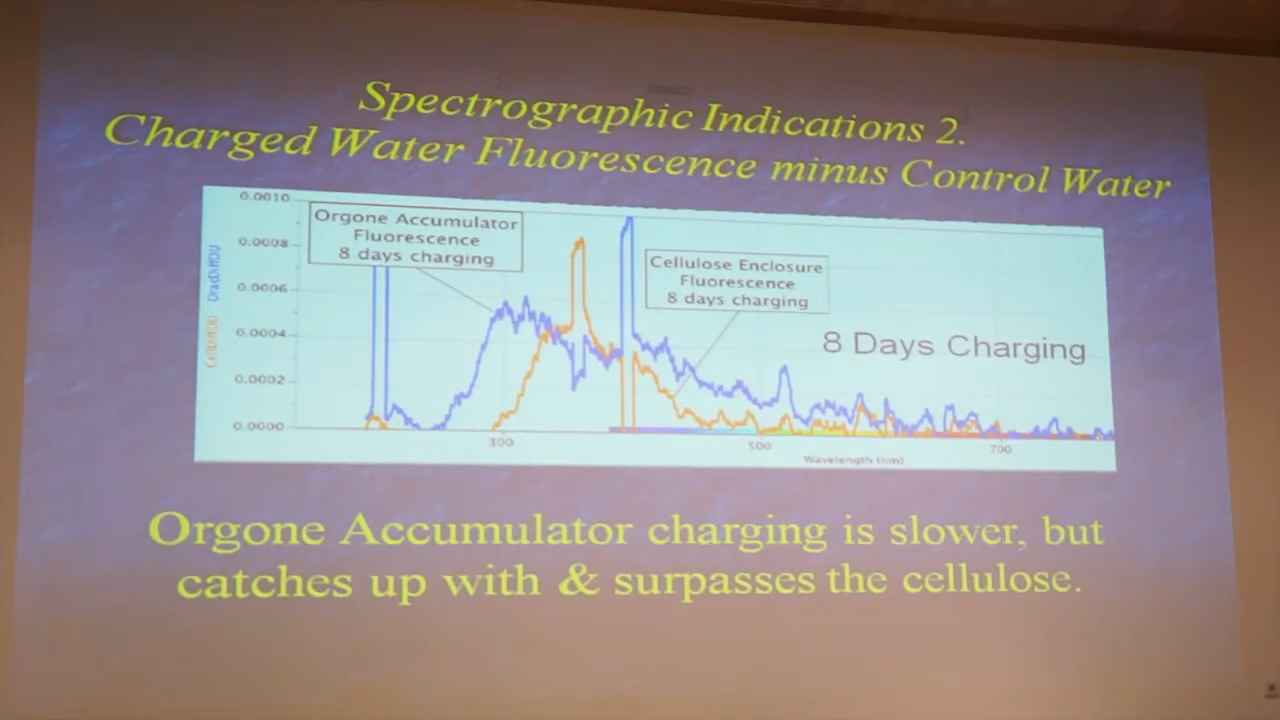 Spectrographic Indications 2.
Charged Water Fluorescence minus Control Water
0.0010
0.0008
0.0006
0.0004
0.0002
0.0000
Orgone Accumulator
Fluorescence
8 days charging
Cellulose Enclosure
Fluorescence
8 days charging
8 Days Charging
300
500
700
Wavelength (nm)
Orgone Accumulator charging is slower, but
catches up with & surpasses the cellulose.